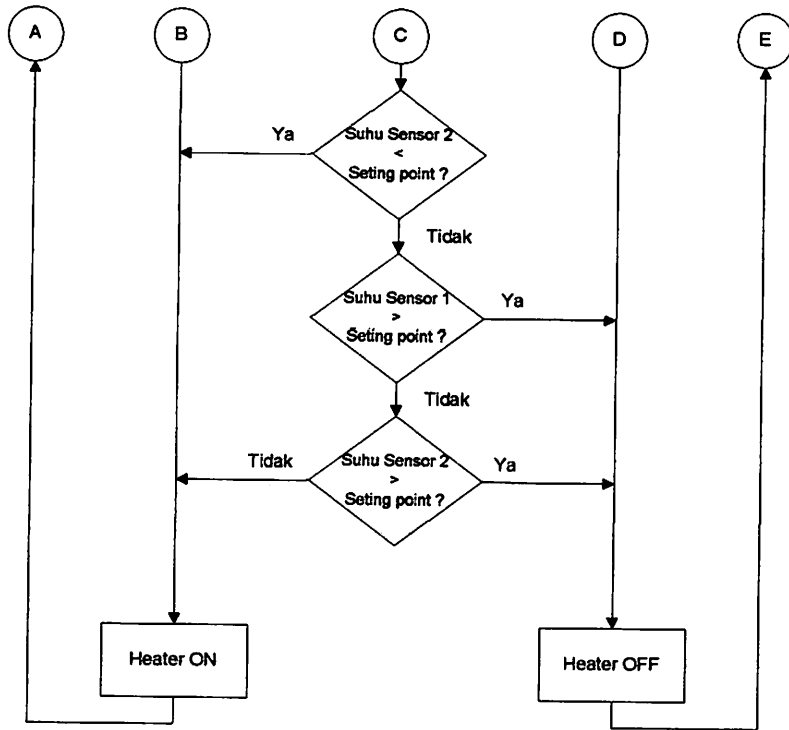 A
B
C
D
E
Ya
Suhu Sensor 2
<
Seting point ?
Tidak
Suhu Sensor 1
>
Seting point ?
Ya
Tidak
Tidak
Suhu Sensor 2
>
Seting point ?
Ya
Heater ON
Heater OFF